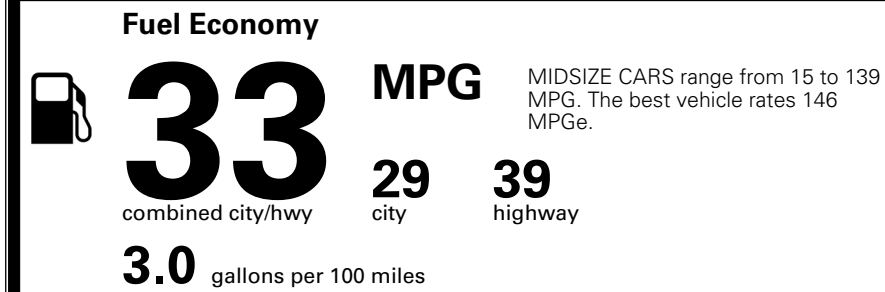 Fuel Economy
33 MPG
MIDSIZE CARS range from 15 to 139
MPG. The best vehicle rates 146
MPGe.
combined city/hwy
29
city
39
highway
3.0 gallons per 100 miles